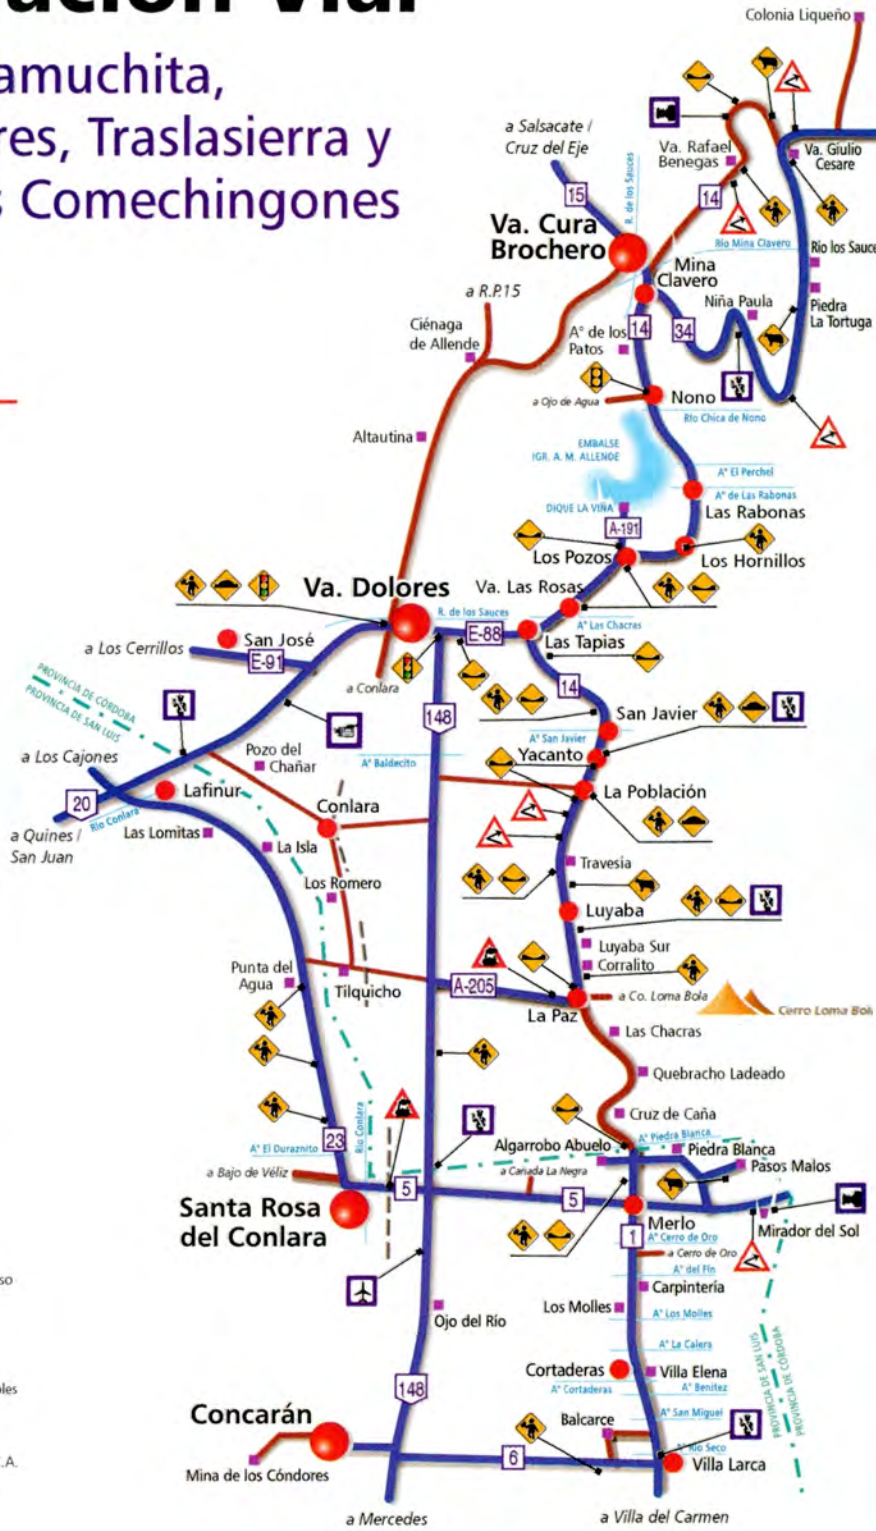 amuchita,
res, Traslasierra y
s Comechingones
Colonia Liqueño
a Salsacate /
Cruz del Eje
R. de los Sauces
15
Va. Rafael
Benegas
Va. Giulio
Cesare
14
Va. Cura
Brochero
Río Mina Clavero
Río los Sauce
Mina
Clavero
a R.P.15
Niña Paula
Piedra
La Tortuga
Ciénaga
de Allende
A° de los
Patos
14
34
a Ojo de Agua
Nono
Río Chica de Nono
Altautina
EMBALSE
IGR. A. M. ALLENDE
A° El Perchel
A° de Las Rabonas
DIQUE LA VIÑA
Las Rabonas
A-191
Los Pozos
Los Hornillos
Va. Dolores
Va. Las Rosas
R. de los Sauces
A° Las Chacras
E-88
Las Tapias
San José
a Los Cerrillos
E-91
a Conlara
14
PROVINCIA DE CÓRDOBA
PROVINCIA DE SAN LUIS
148
San Javier
A° San Javier
Yacanto
Pozo del
Chañar
A° Baldecito
a Los Cajones
Lafinur
La Población
20
Río Conlara
Conlara
a Quines /
San Juan
Las Lomitas
La Isla
Travesia
Los Romero
Luyaba
Luyaba Sur
Corralito
Punta del
Agua
Tilquicho
A-205
a Co. Loma Bola
Cerro Loma Bola
La Paz
Las Chacras
Quebracho Ladeado
Cruz de Caña
23
Río Conlara
A° El Duraznito
Algarrobo Abuelo
A° Piedra Blanca
Piedra Blanca
Pasos Malos
a Bajo de Véliz
a Cañada La Negra
5
5
Santa Rosa
del Conlara
Merlo
Mirador del Sol
1
A° Cerro de Oro
a Cerro de Oro
A° del Fin
so
Carpintería
Los Molles
A° Los Molles
Ojo del Río
A° La Calera
PROVINCIA DE SAN LUIS
PROVINCIA DE CÓRDOBA
Cortaderas
Villa Elena
148
A° Cortaderas
A° Benitez
les
Concarán
Balcarce
A° San Miguel
A° Río Seco
6
Villa Larca
.A.
Mina de los Cóndores
a Mercedes
a Villa del Carmen